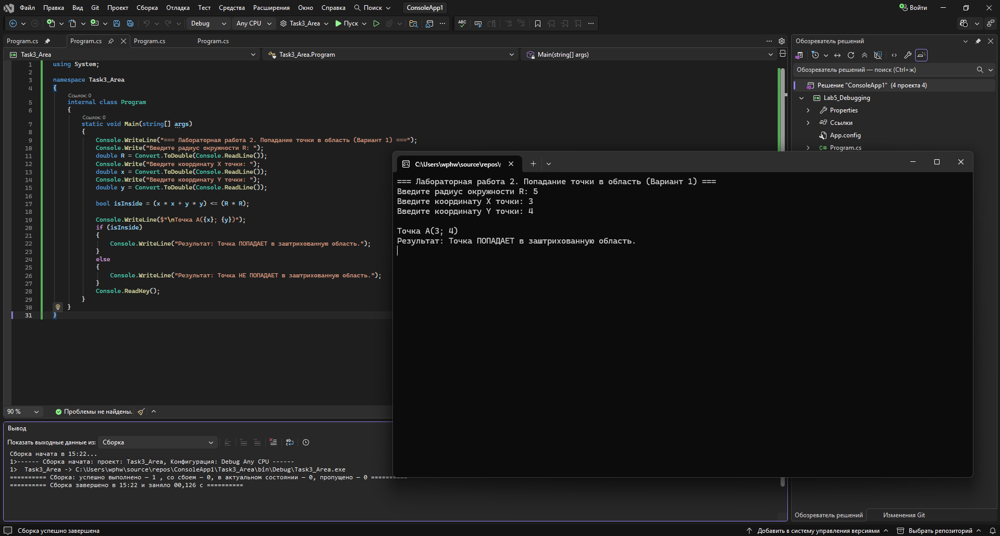 Файл Правка Вид Git Проект Сборка Отладка Тест Средства Расширения Окно Справка Поиск ConsoleApp1 Войти
Debug Any CPU Task3_Area Пуск
Program.cs Program.cs Program.cs Program.cs
Task3_Area Task3_Area.Program Main(string[] args)
1 using System;
2
3 namespace Task3_Area
4 {
Ссылок: 0
5 internal class Program
6 {
Ссылок: 0
7 static void Main(string[] args)
8 {
9 Console.WriteLine("=== Лабораторная работа 2. Попадание точки в область (Вариант 1) ===");
10 Console.Write("Введите радиус окружности R: ");
11 double R = Convert.ToDouble(Console.ReadLine());
12 Console.Write("Введите координату X точки: ");
13 double x = Convert.ToDouble(Console.ReadLine());
14 Console.Write("Введите координату Y точки: ");
15 double y = Convert.ToDouble(Console.ReadLine());
16
17 bool isInside = (x * x + y * y) <= (R * R);
18
19 Console.WriteLine($"\nТочка A({x}; {y})");
20 if (isInside)
21 {
22 Console.WriteLine("Результат: Точка ПОПАДАЕТ в заштрихованную область.");
23 }
24 else
25 {
26 Console.WriteLine("Результат: Точка НЕ ПОПАДАЕТ в заштрихованную область.");
27 }
28 Console.ReadKey();
29 }
30 }
31 }
90 % Проблемы не найдены.
Вывод
Показать выходные данные из: Сборка
Сборка начата в 15:22...
1>------ Сборка начата: проект: Task3_Area, Конфигурация: Debug Any CPU ------
1> Task3_Area -> C:\Users\wphw\source\repos\ConsoleApp1\Task3_Area\bin\Debug\Task3_Area.exe
========== Сборка: успешно выполнено — 1 , со сбоем — 0, в актуальном состоянии — 0, пропущено — 0 ==========
========== Сборка завершено в 15:22 и заняло 00,126 с ==========
C:\Users\wphw\source\repos\
=== Лабораторная работа 2. Попадание точки в область (Вариант 1) ===
Введите радиус окружности R: 5
Введите координату X точки: 3
Введите координату Y точки: 4
Точка A(3; 4)
Результат: Точка ПОПАДАЕТ в заштрихованную область.
Обозреватель решений
Обозреватель решений — поиск (Ctrl+ж)
Решение "ConsoleApp1" (4 проекта 4)
Lab5_Debugging
Properties
Ссылки
App.config
C# Program.cs
Обозреватель решений Изменения Git
Сборка успешно завершена Добавить в систему управления версиями Выбрать репозиторий